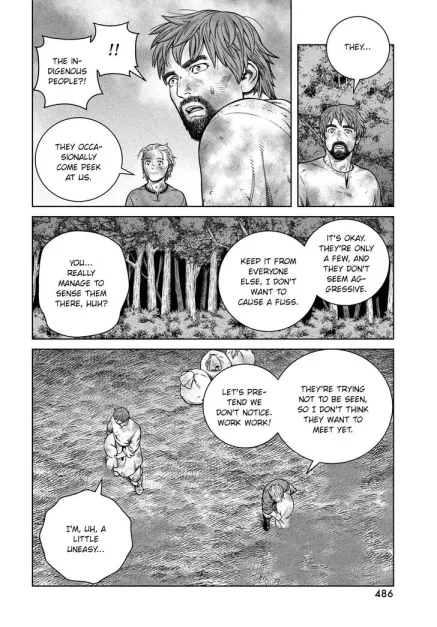 THEY...
!!
THE IN-
DIGENOUS
PEOPLE?!
THEY OCCA-
SIONALLY
COME PEEK
AT US.
IT'S OKAY.
THEY'RE ONLY
A FEW, AND
THEY DON'T
SEEM AG-
GRESSIVE.
KEEP IT FROM
EVERYONE
ELSE, I DON'T
WANT TO
CAUSE A FUSS.
YOU...
REALLY
MANAGE TO
SENSE THEM
THERE, HUH?
THEY'RE TRYING
NOT TO BE SEEN,
SO I DON'T THINK
THEY WANT TO
MEET YET.
LET'S PRE-
TEND WE
DON'T NOTICE.
WORK WORK!
I'M, UH, A
LITTLE
UNEASY...
486